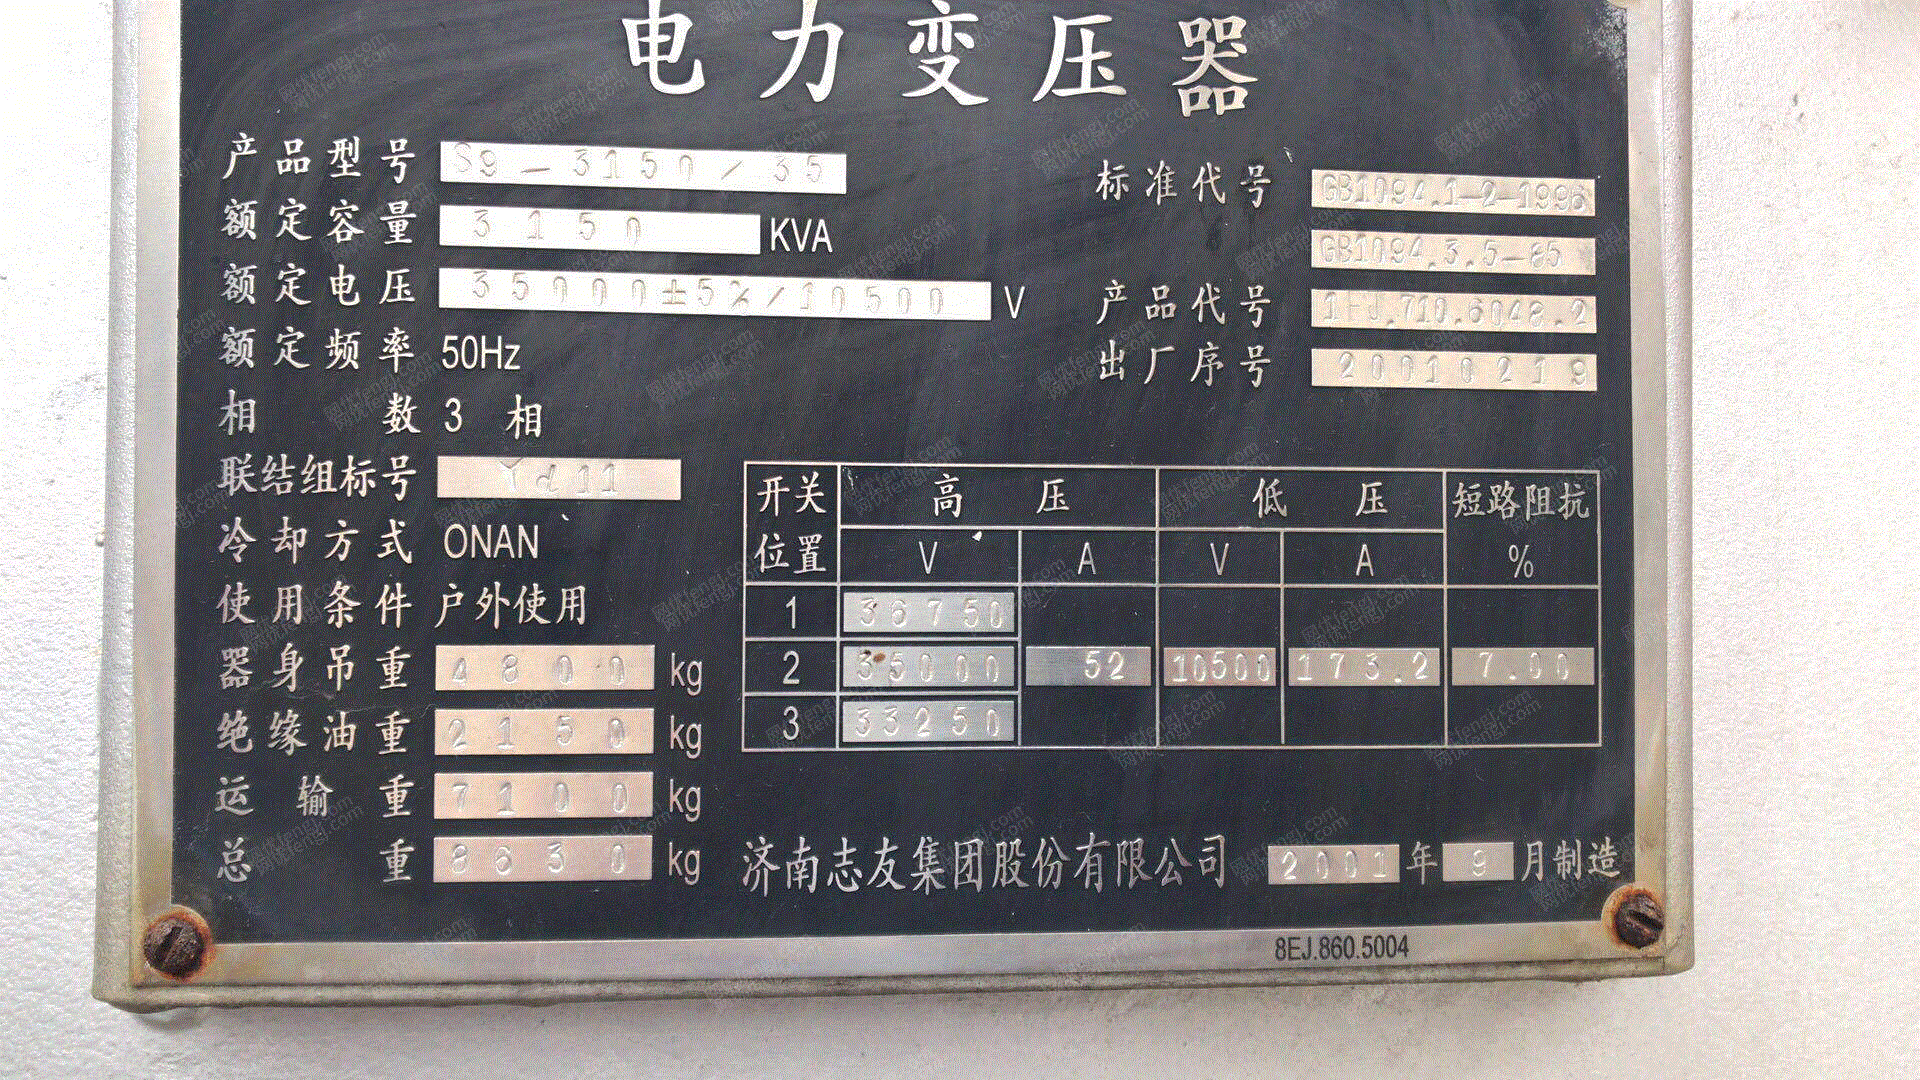 电力变压器
产品型号 S9-3150/35
额定容量 3150 KVA
额定电压 35000±5%/10500 V
额定频率 50Hz
相数 3 相
联结组标号 Yd11
冷却方式 ONAN
使用条件 户外使用
器身吊重 4800 kg
绝缘油重 2150 kg
运输重 7100 kg
总重 8630 kg
标准代号 GB1094.1-2-1996
GB1094.3.5-85
产品代号 1FJ.710.6048.2
出厂序号 20010219
开关位置 高压 低压 短路阻抗
V A V A %
1 36750
2 35000 52 10500 173.2 7.00
3 33250
济南志友集团股份有限公司 2001年9月制造
8EJ.860.5004